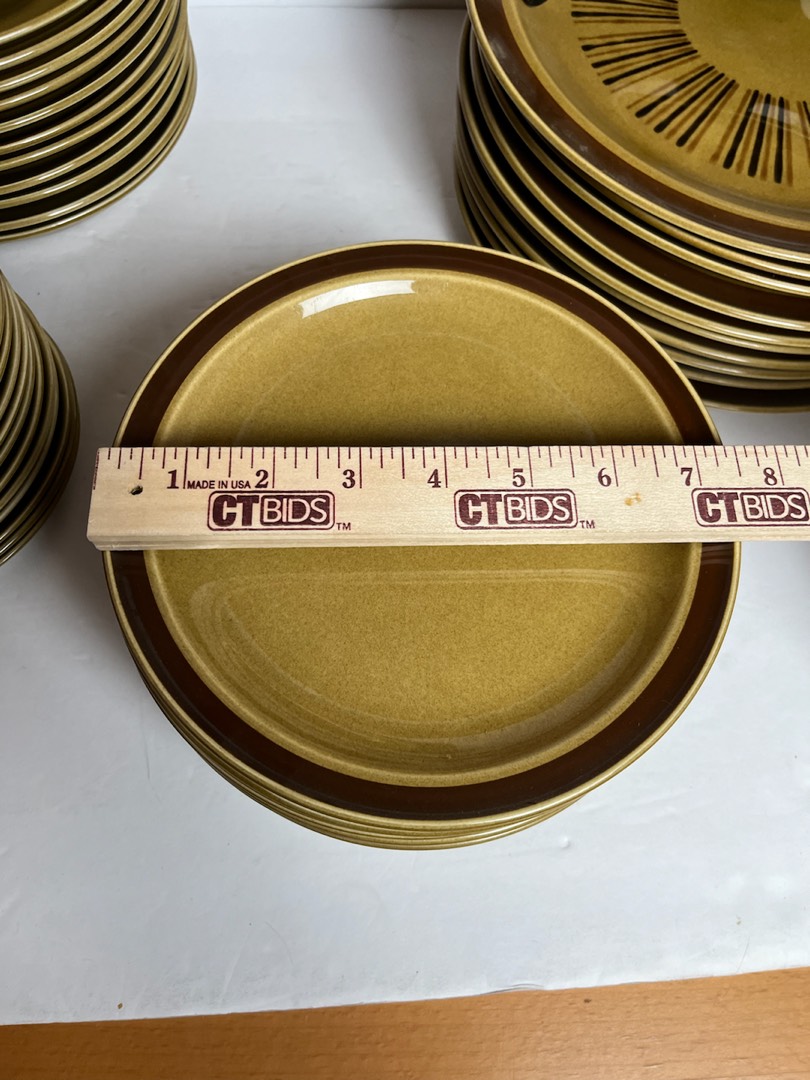 1 MADE IN USA 2 3 4 5 6 7 8
CTBIDS™ CTBIDS™ CTBIDS